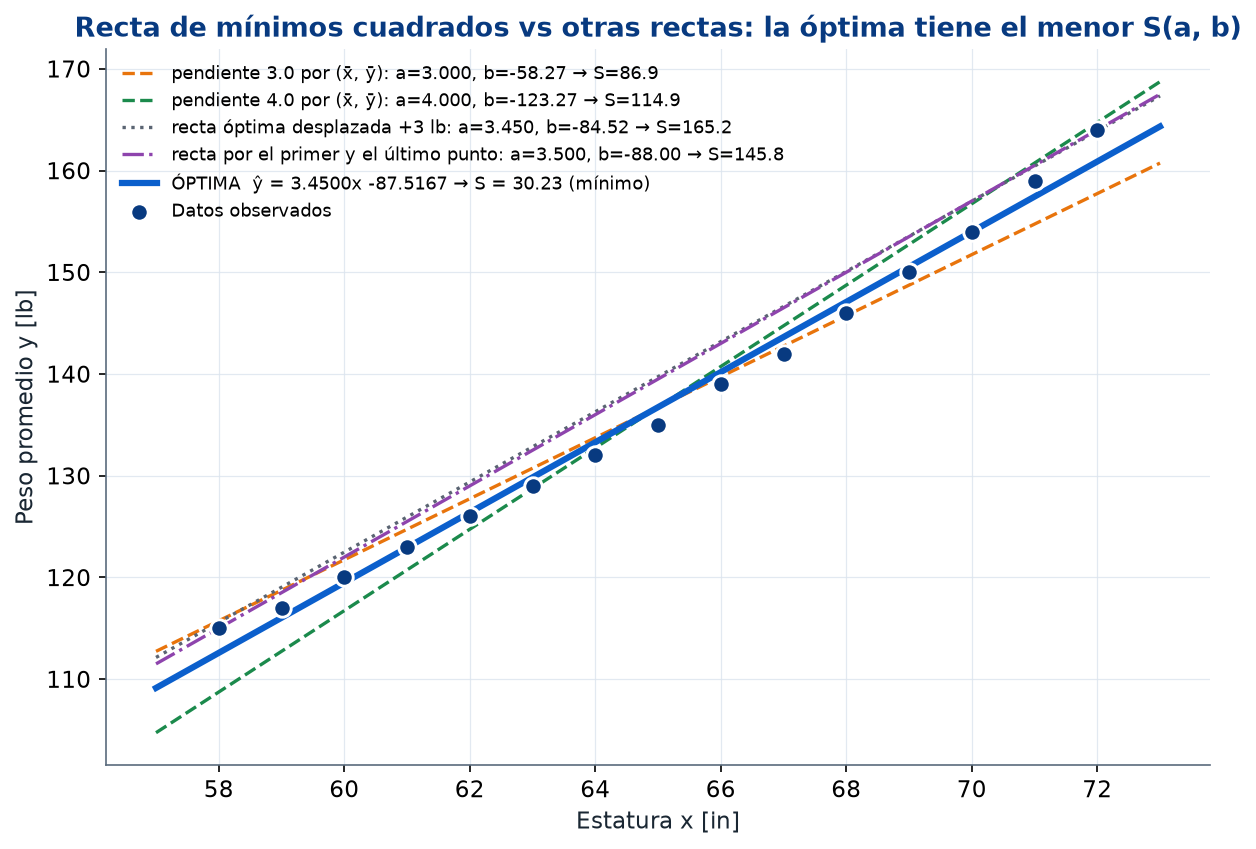 Recta de mínimos cuadrados vs otras rectas: la óptima tiene el menor S(a, b)
pendiente 3.0 por (x̄, ȳ): a=3.000, b=-58.27 → S=86.9
pendiente 4.0 por (x̄, ȳ): a=4.000, b=-123.27 → S=114.9
recta óptima desplazada +3 lb: a=3.450, b=-84.52 → S=165.2
recta por el primer y el último punto: a=3.500, b=-88.00 → S=145.8
ÓPTIMA ŷ = 3.4500x -87.5167 → S = 30.23 (mínimo)
Datos observados
Peso promedio y [lb]
170
160
150
140
130
120
110
58 60 62 64 66 68 70 72
Estatura x [in]